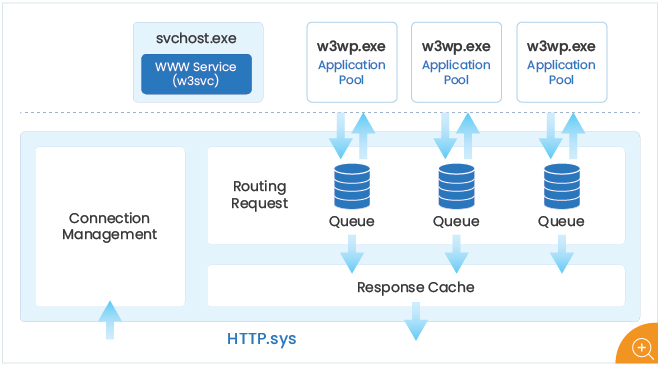 svchost.exe
WWW Service
(w3svc)
w3wp.exe
Application
Pool
w3wp.exe
Application
Pool
w3wp.exe
Application
Pool
Connection
Management
Routing
Request
Queue
Queue
Queue
Response Cache
HTTP.sys